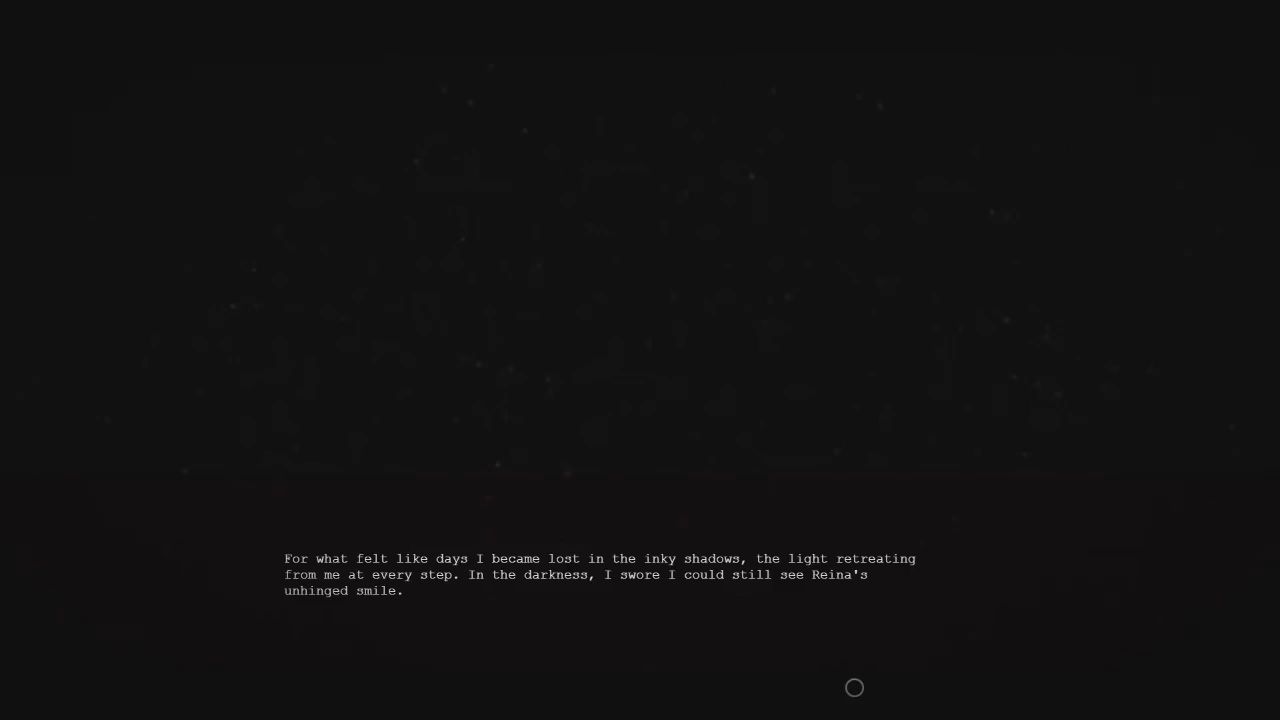 For what felt like days I became lost in the inky shadows, the light retreating
from me at every step. In the darkness, I swore I could still see Reina's
unhinged smile.